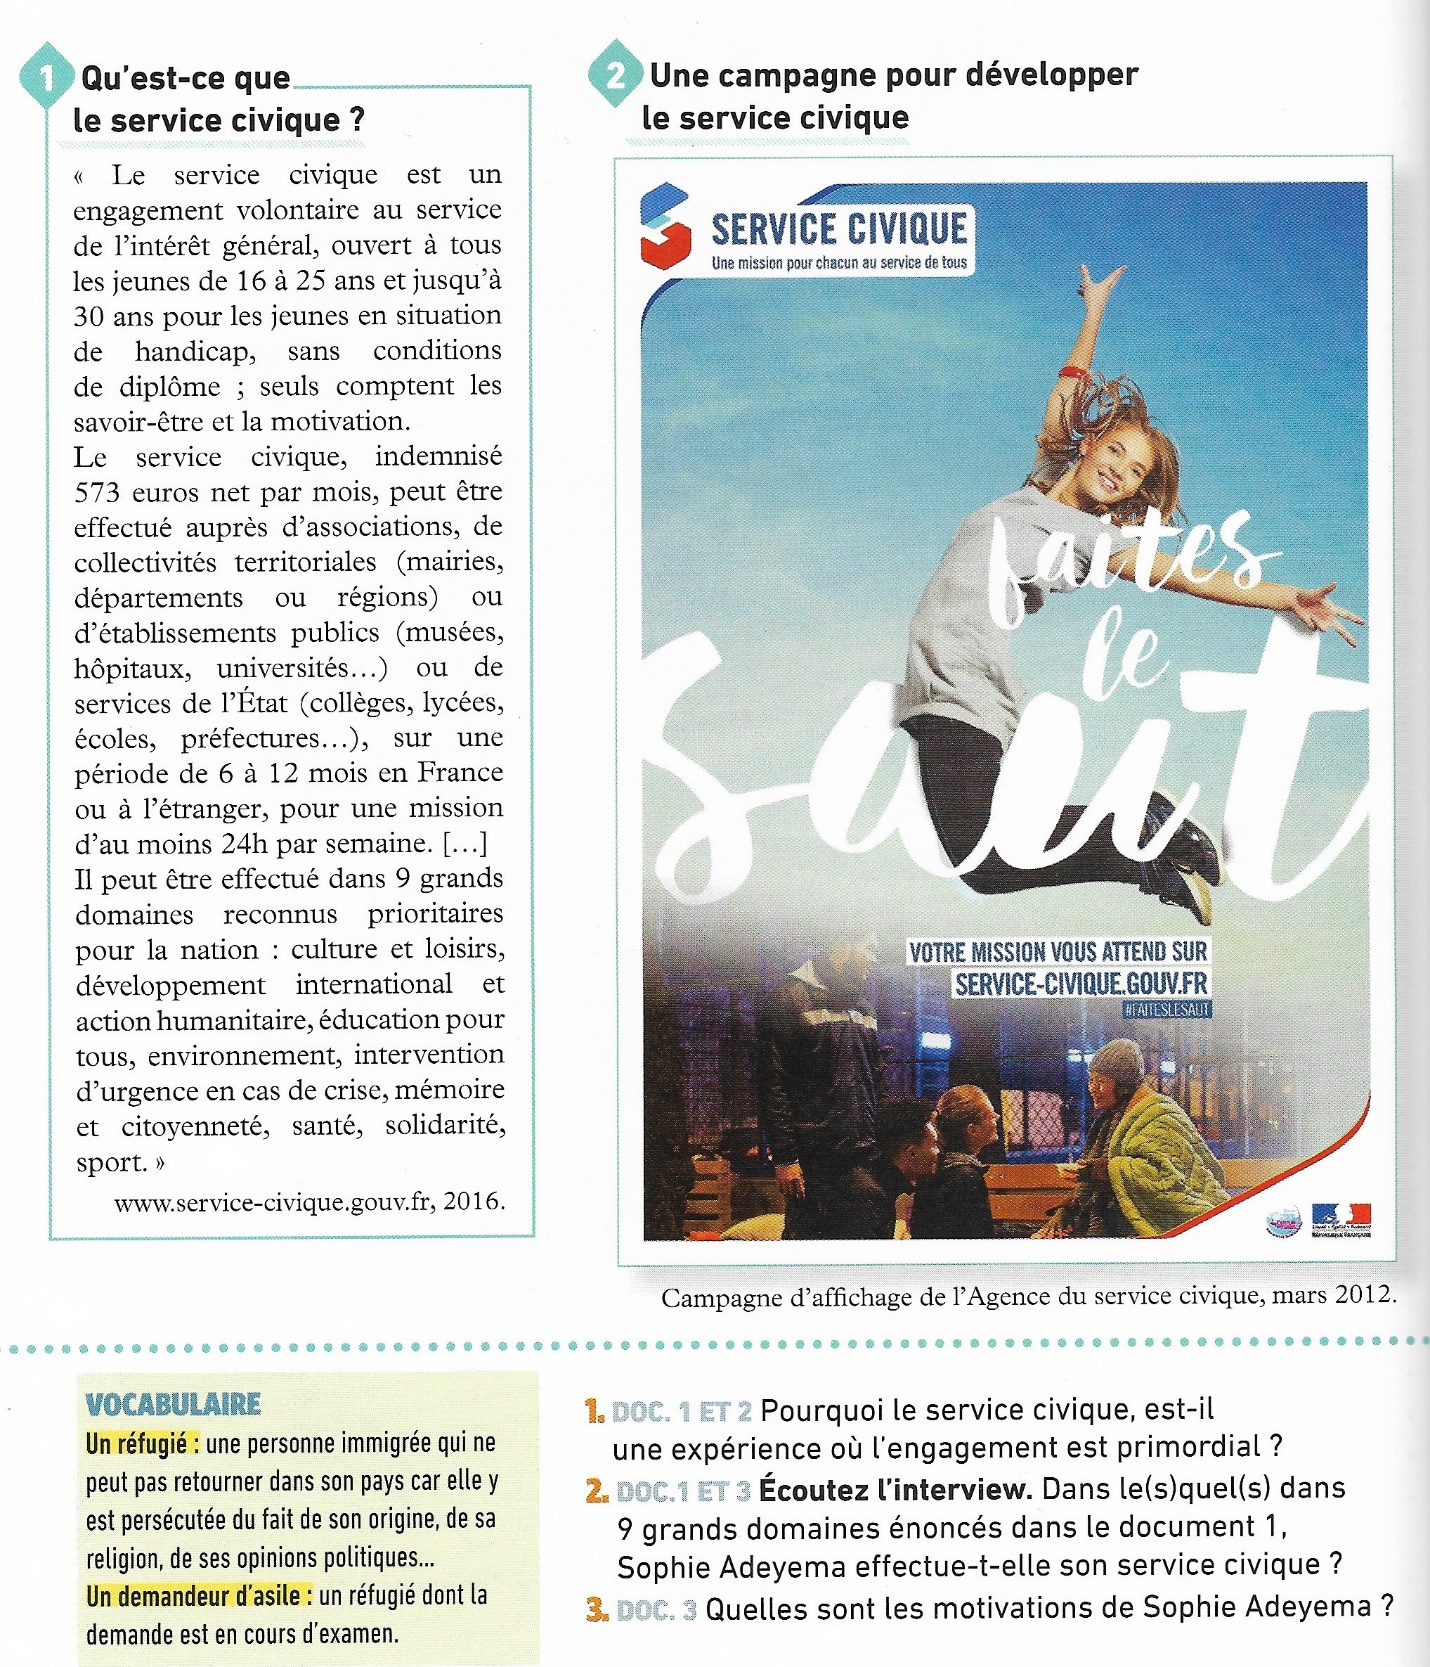 1 Qu'est-ce que
le service civique ?
« Le service civique est un
engagement volontaire au service
de l'intérêt général, ouvert à tous
les jeunes de 16 à 25 ans et jusqu'à
30 ans pour les jeunes en situation
de handicap, sans conditions
de diplôme ; seuls comptent les
savoir-être et la motivation.
Le service civique, indemnisé
573 euros net par mois, peut être
effectué auprès d'associations, de
collectivités territoriales (mairies,
départements ou régions) ou
d'établissements publics (musées,
hôpitaux, universités…) ou de
services de l'État (collèges, lycées,
écoles, préfectures…), sur une
période de 6 à 12 mois en France
ou à l'étranger, pour une mission
d'au moins 24h par semaine. […]
Il peut être effectué dans 9 grands
domaines reconnus prioritaires
pour la nation : culture et loisirs,
développement international et
action humanitaire, éducation pour
tous, environnement, intervention
d'urgence en cas de crise, mémoire
et citoyenneté, santé, solidarité,
sport. »
www.service-civique.gouv.fr, 2016.
2 Une campagne pour développer
le service civique
SERVICE CIVIQUE
Une mission pour chacun au service de tous
faites
le
saut
VOTRE MISSION VOUS ATTEND SUR
SERVICE-CIVIQUE.GOUV.FR
#FAITESLESAUT
Campagne d'affichage de l'Agence du service civique, mars 2012.
VOCABULAIRE
Un réfugié : une personne immigrée qui ne
peut pas retourner dans son pays car elle y
est persécutée du fait de son origine, de sa
religion, de ses opinions politiques...
Un demandeur d'asile : un réfugié dont la
demande est en cours d'examen.
1. DOC. 1 ET 2 Pourquoi le service civique, est-il
une expérience où l'engagement est primordial ?
2. DOC.1 ET 3 Écoutez l'interview. Dans le(s)quel(s) dans
9 grands domaines énoncés dans le document 1,
Sophie Adeyema effectue-t-elle son service civique ?
3. DOC. 3 Quelles sont les motivations de Sophie Adeyema ?